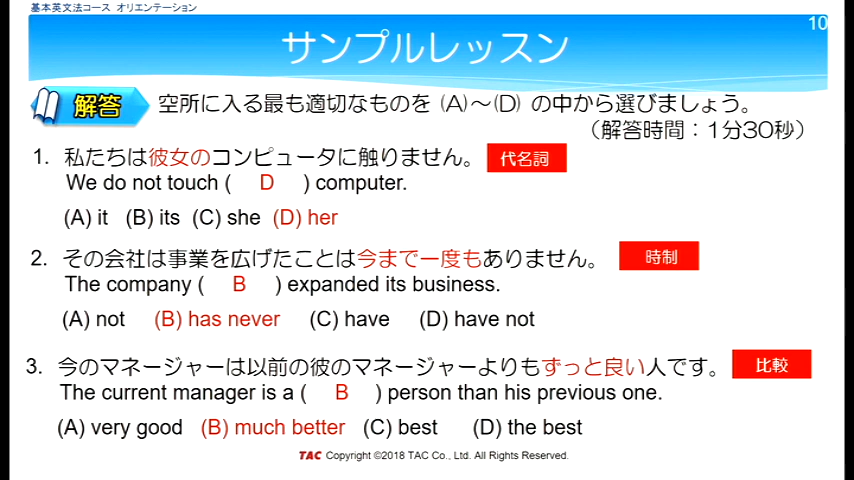 基本英文法コース オリエンテーション
10
サンプルレッスン
解答 空所に入る最も適切なものを (A)～(D) の中から選びましょう。
（解答時間：1分30秒）
1. 私たちは彼女のコンピュータに触りません。 代名詞
We do not touch ( D ) computer.
(A) it (B) its (C) she (D) her
2. その会社は事業を広げたことは今まで一度もありません。 時制
The company ( B ) expanded its business.
(A) not (B) has never (C) have (D) have not
3. 今のマネージャーは以前の彼のマネージャーよりもずっと良い人です。 比較
The current manager is a ( B ) person than his previous one.
(A) very good (B) much better (C) best (D) the best
TAC Copyright ©2018 TAC Co., Ltd. All Rights Reserved.